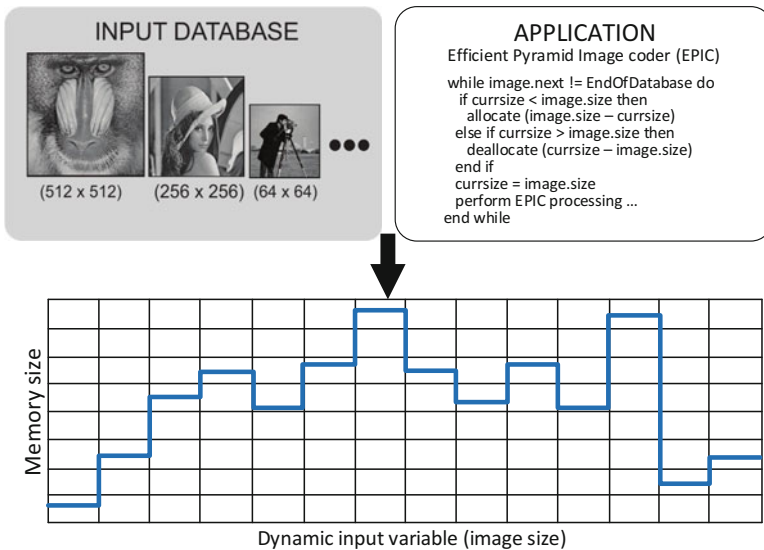 INPUT DATABASE
(512 x 512)
(256 x 256)
(64 x 64)
APPLICATION
Efficient Pyramid Image coder (EPIC)
while image.next != EndOfDatabase do
if currsize < image.size then
allocate (image.size – currsize)
else if currsize > image.size then
deallocate (currsize – image.size)
end if
currsize = image.size
perform EPIC processing ...
end while
Memory size
Dynamic input variable (image size)